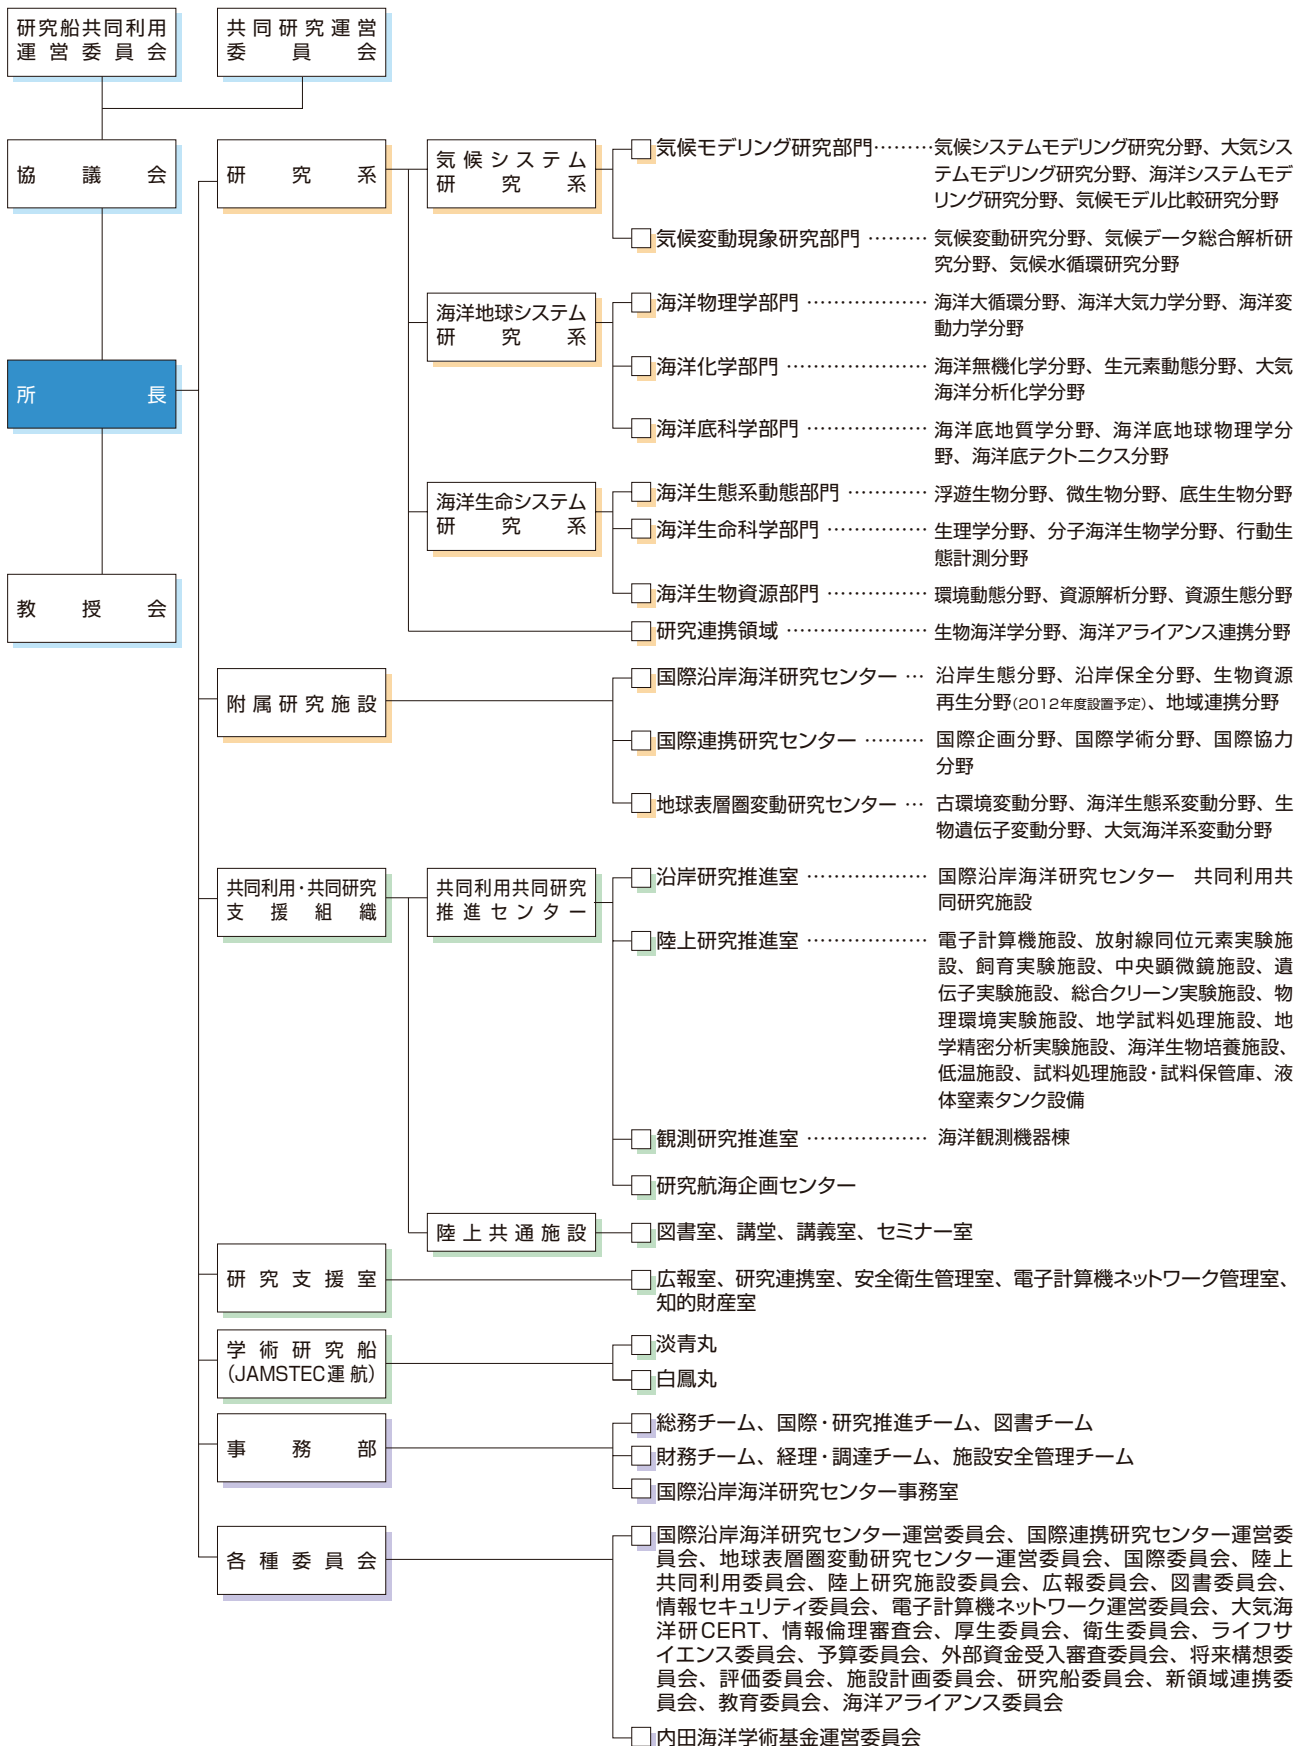 研究船共同利用
運営委員会
共同研究運営
委員会
協議会
所長
教授会
研究系
気候システム
研究系
気候モデリング研究部門………気候システムモデリング研究分野、大気シス
テムモデリング研究分野、海洋システムモデ
リング研究分野、気候モデル比較研究分野
気候変動現象研究部門………気候変動研究分野、気候データ総合解析研
究分野、気候水循環研究分野
海洋地球システム
研究系
海洋物理学部門………………海洋大循環分野、海洋大気力学分野、海洋変
動力学分野
海洋化学部門…………………海洋無機化学分野、生元素動態分野、大気
海洋分析化学分野
海洋底科学部門………………海洋底地質学分野、海洋底地球物理学分
野、海洋底テクトニクス分野
海洋生命システム
研究系
海洋生態系動態部門…………浮遊生物分野、微生物分野、底生生物分野
海洋生命科学部門……………生理学分野、分子海洋生物学分野、行動生
態計測分野
海洋生物資源部門……………環境動態分野、資源解析分野、資源生態分野
研究連携領域…………………生物海洋学分野、海洋アライアンス連携分野
附属研究施設
国際沿岸海洋研究センター…沿岸生態分野、沿岸保全分野、生物資源
再生分野(2012年度設置予定)、地域連携分野
国際連携研究センター………国際企画分野、国際学術分野、国際協力
分野
地球表層圏変動研究センター…古環境変動分野、海洋生態系変動分野、生
物遺伝子変動分野、大気海洋系変動分野
共同利用・共同研究
支援組織
共同利用共同研究
推進センター
沿岸研究推進室………………国際沿岸海洋研究センター　共同利用共
同研究施設
陸上研究推進室………………電子計算機施設、放射線同位元素実験施
設、飼育実験施設、中央顕微鏡施設、遺
伝子実験施設、総合クリーン実験施設、物
理環境実験施設、地学試料処理施設、地
学精密分析実験施設、海洋生物培養施設、
低温施設、試料処理施設・試料保管庫、液
体窒素タンク設備
観測研究推進室………………海洋観測機器棟
研究航海企画センター
陸上共通施設
図書室、講堂、講義室、セミナー室
研究支援室
広報室、研究連携室、安全衛生管理室、電子計算機ネットワーク管理室、
知的財産室
学術研究船
(JAMSTEC運航)
淡青丸
白鳳丸
事務部
総務チーム、国際・研究推進チーム、図書チーム
財務チーム、経理・調達チーム、施設安全管理チーム
国際沿岸海洋研究センター事務室
各種委員会
国際沿岸海洋研究センター運営委員会、国際連携研究センター運営委
員会、地球表層圏変動研究センター運営委員会、国際委員会、陸上
共同利用委員会、陸上研究施設委員会、広報委員会、図書委員会、
情報セキュリティ委員会、電子計算機ネットワーク運営委員会、大気海
洋研CERT、情報倫理審査会、厚生委員会、衛生委員会、ライフサ
イエンス委員会、予算委員会、外部資金受入審査委員会、将来構想委
員会、評価委員会、施設計画委員会、研究船委員会、新領域連携委
員会、教育委員会、海洋アライアンス委員会
内田海洋学術基金運営委員会